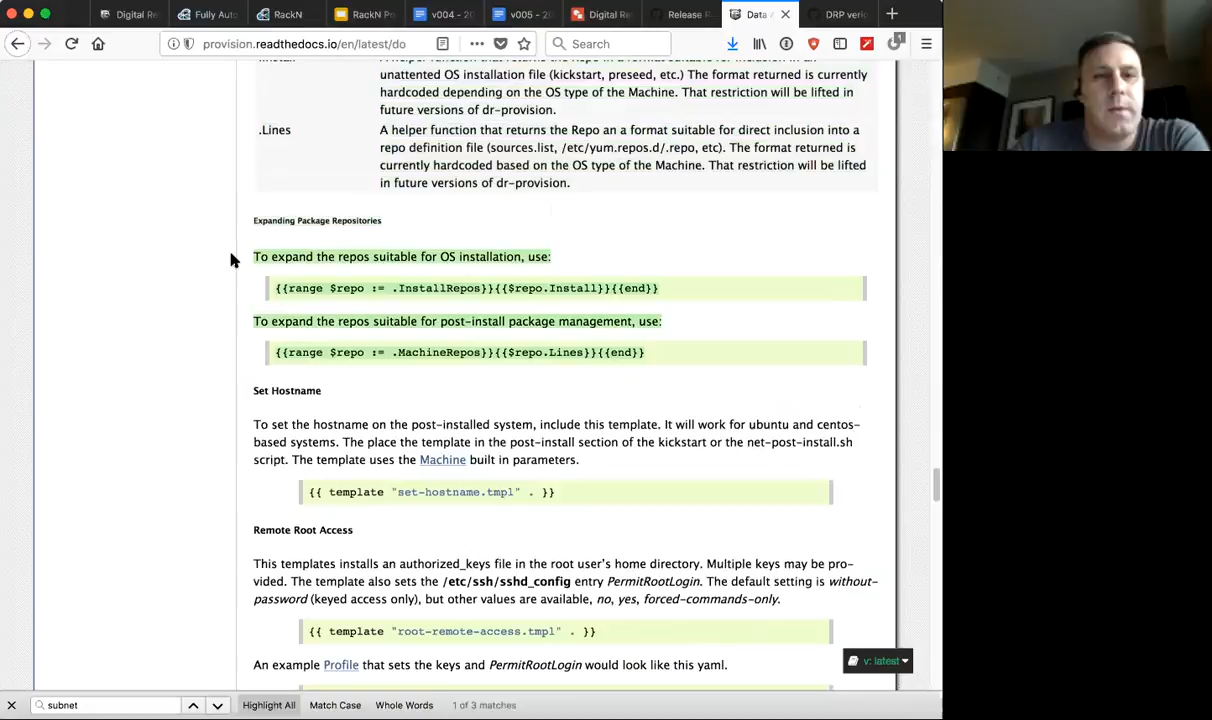 Digital Re
Fully Auto
RackN
RackN Pr
v004 - 20
v005 - 20
Digital Re
Release R
Data
DRP versi
provision.readthedocs.io/en/latest/do
Search
unattented OS installation file (kickstart, preseed, etc.) The format returned is currently
hardcoded depending on the OS type of the Machine. That restriction will be lifted in
future versions of dr-provision.
.Lines
A helper function that returns the Repo an a format suitable for direct inclusion into a
repo definition file (sources.list, /etc/yum.repos.d/.repo, etc). The format returned is
currently hardcoded based on the OS type of the Machine. That restriction will be lifted
in future versions of dr-provision.
Expanding Package Repositories
To expand the repos suitable for OS installation, use:
{{range $repo := .InstallRepos}}{{$repo.Install}}{{end}}
To expand the repos suitable for post-install package management, use:
{{range $repo := .MachineRepos}}{{$repo.Lines}}{{end}}
Set Hostname
To set the hostname on the post-installed system, include this template. It will work for ubuntu and centos-
based systems. The place the template in the post-install section of the kickstart or the net-post-install.sh
script. The template uses the Machine built in parameters.
{{ template "set-hostname.tmpl" . }}
Remote Root Access
This templates installs an authorized_keys file in the root user's home directory. Multiple keys may be pro-
vided. The template also sets the /etc/ssh/sshd_config entry PermitRootLogin. The default setting is without-
password (keyed access only), but other values are available, no, yes, forced-commands-only.
{{ template "root-remote-access.tmpl" . }}
An example Profile that sets the keys and PermitRootLogin would look like this yaml.
v: latest
subnet
Highlight All
Match Case
Whole Words
1 of 3 matches